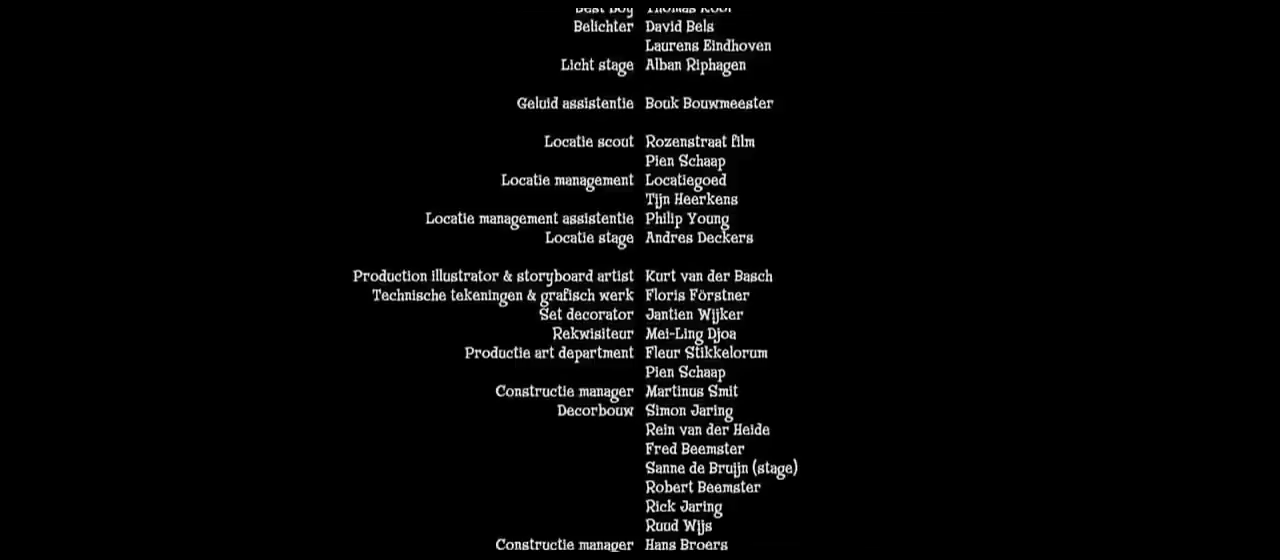 Best boy Thomas Kool
Belichter David Bels
Laurens Eindhoven
Licht stage Alban Riphagen
Geluid assistentie Bouk Bouwmeester
Locatie scout Rozenstraat film
Pien Schaap
Locatie management Locatiegoed
Tijn Heerkens
Locatie management assistentie Philip Young
Locatie stage Andres Deckers
Production illustrator & storyboard artist Kurt van der Basch
Technische tekeningen & grafisch werk Floris Förstner
Set decorator Jantien Wijker
Rekwisiteur Mei-Ling Djoa
Productie art department Fleur Stikkelorum
Pien Schaap
Constructie manager Martinus Smit
Decorbouw Simon Jaring
Rein van der Heide
Fred Beemster
Sanne de Bruijn (stage)
Robert Beemster
Rick Jaring
Ruud Wijs
Constructie manager Hans Broers